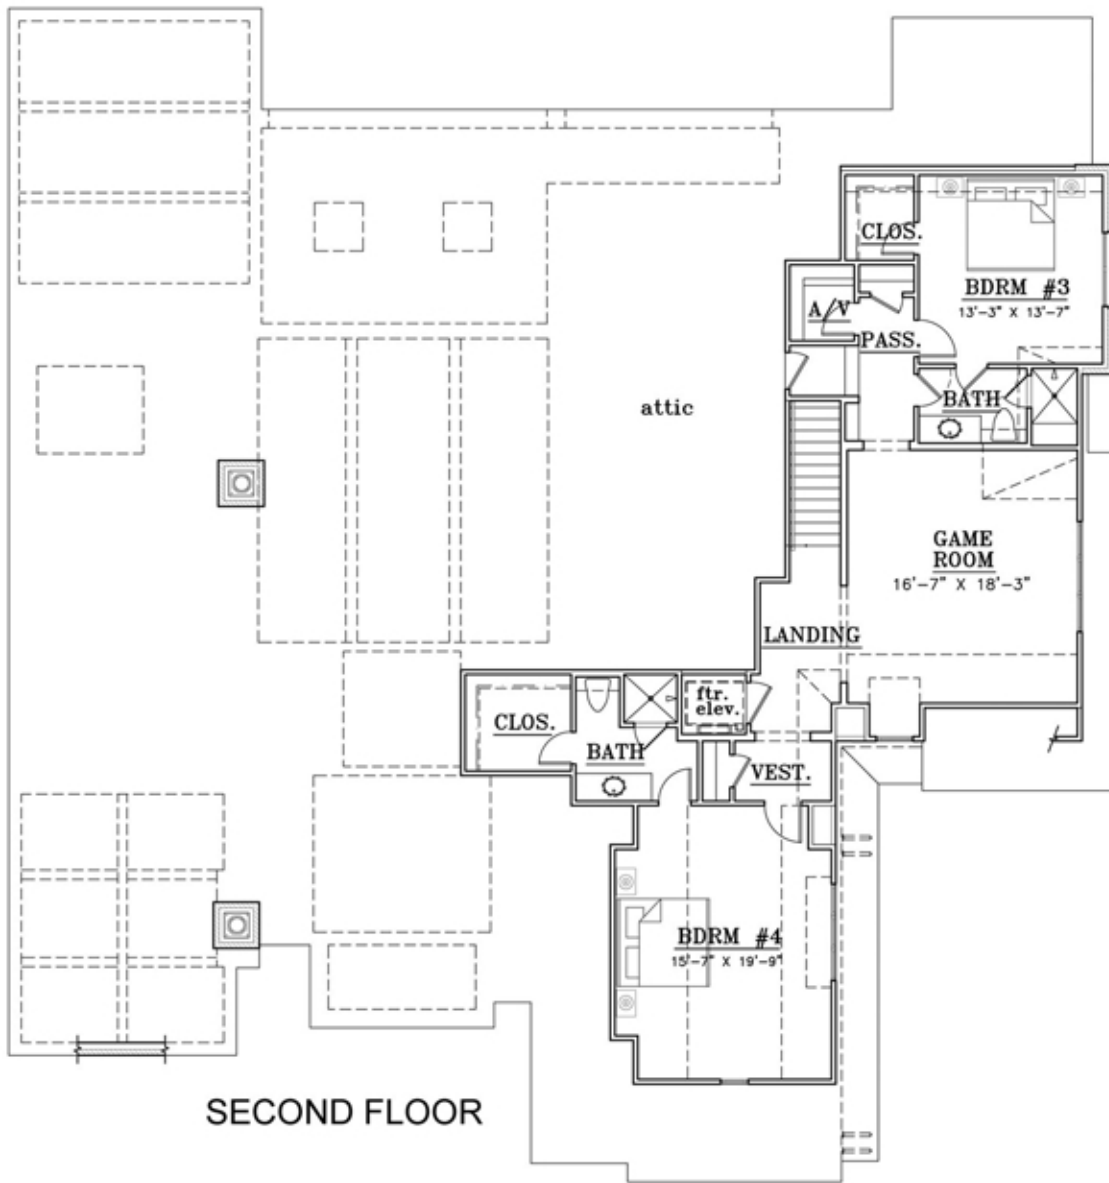 CLOS.
BDRM #3
13'-3" X 13'-7"
A/V
PASS.
BATH
attic
GAME
ROOM
16'-7" X 18'-3"
LANDING
ftr.
elev.
CLOS.
BATH
VEST.
BDRM #4
15'-7" X 19'-9"
SECOND FLOOR